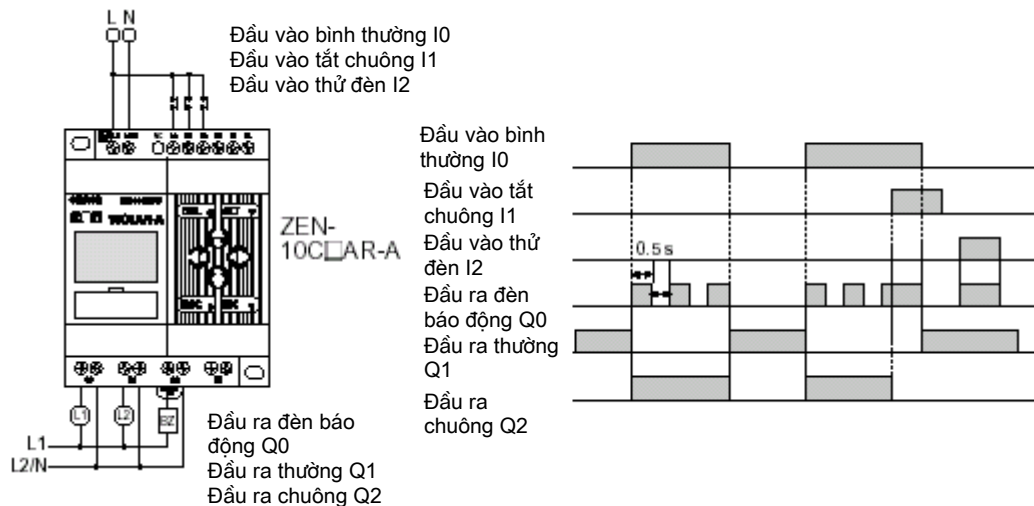 L N
Đầu vào bình thường I0
Đầu vào tắt chuông I1
Đầu vào thử đèn I2
ZEN-
10C□AR-A
L1
L2
BZ
L1
L2/N
Đầu ra đèn báo
động Q0
Đầu ra thường Q1
Đầu ra chuông Q2
Đầu vào bình
thường I0
Đầu vào tắt
chuông I1
Đầu vào thử
đèn I2
0.5 s
Đầu ra đèn
báo động Q0
Đầu ra thường
Q1
Đầu ra
chuông Q2